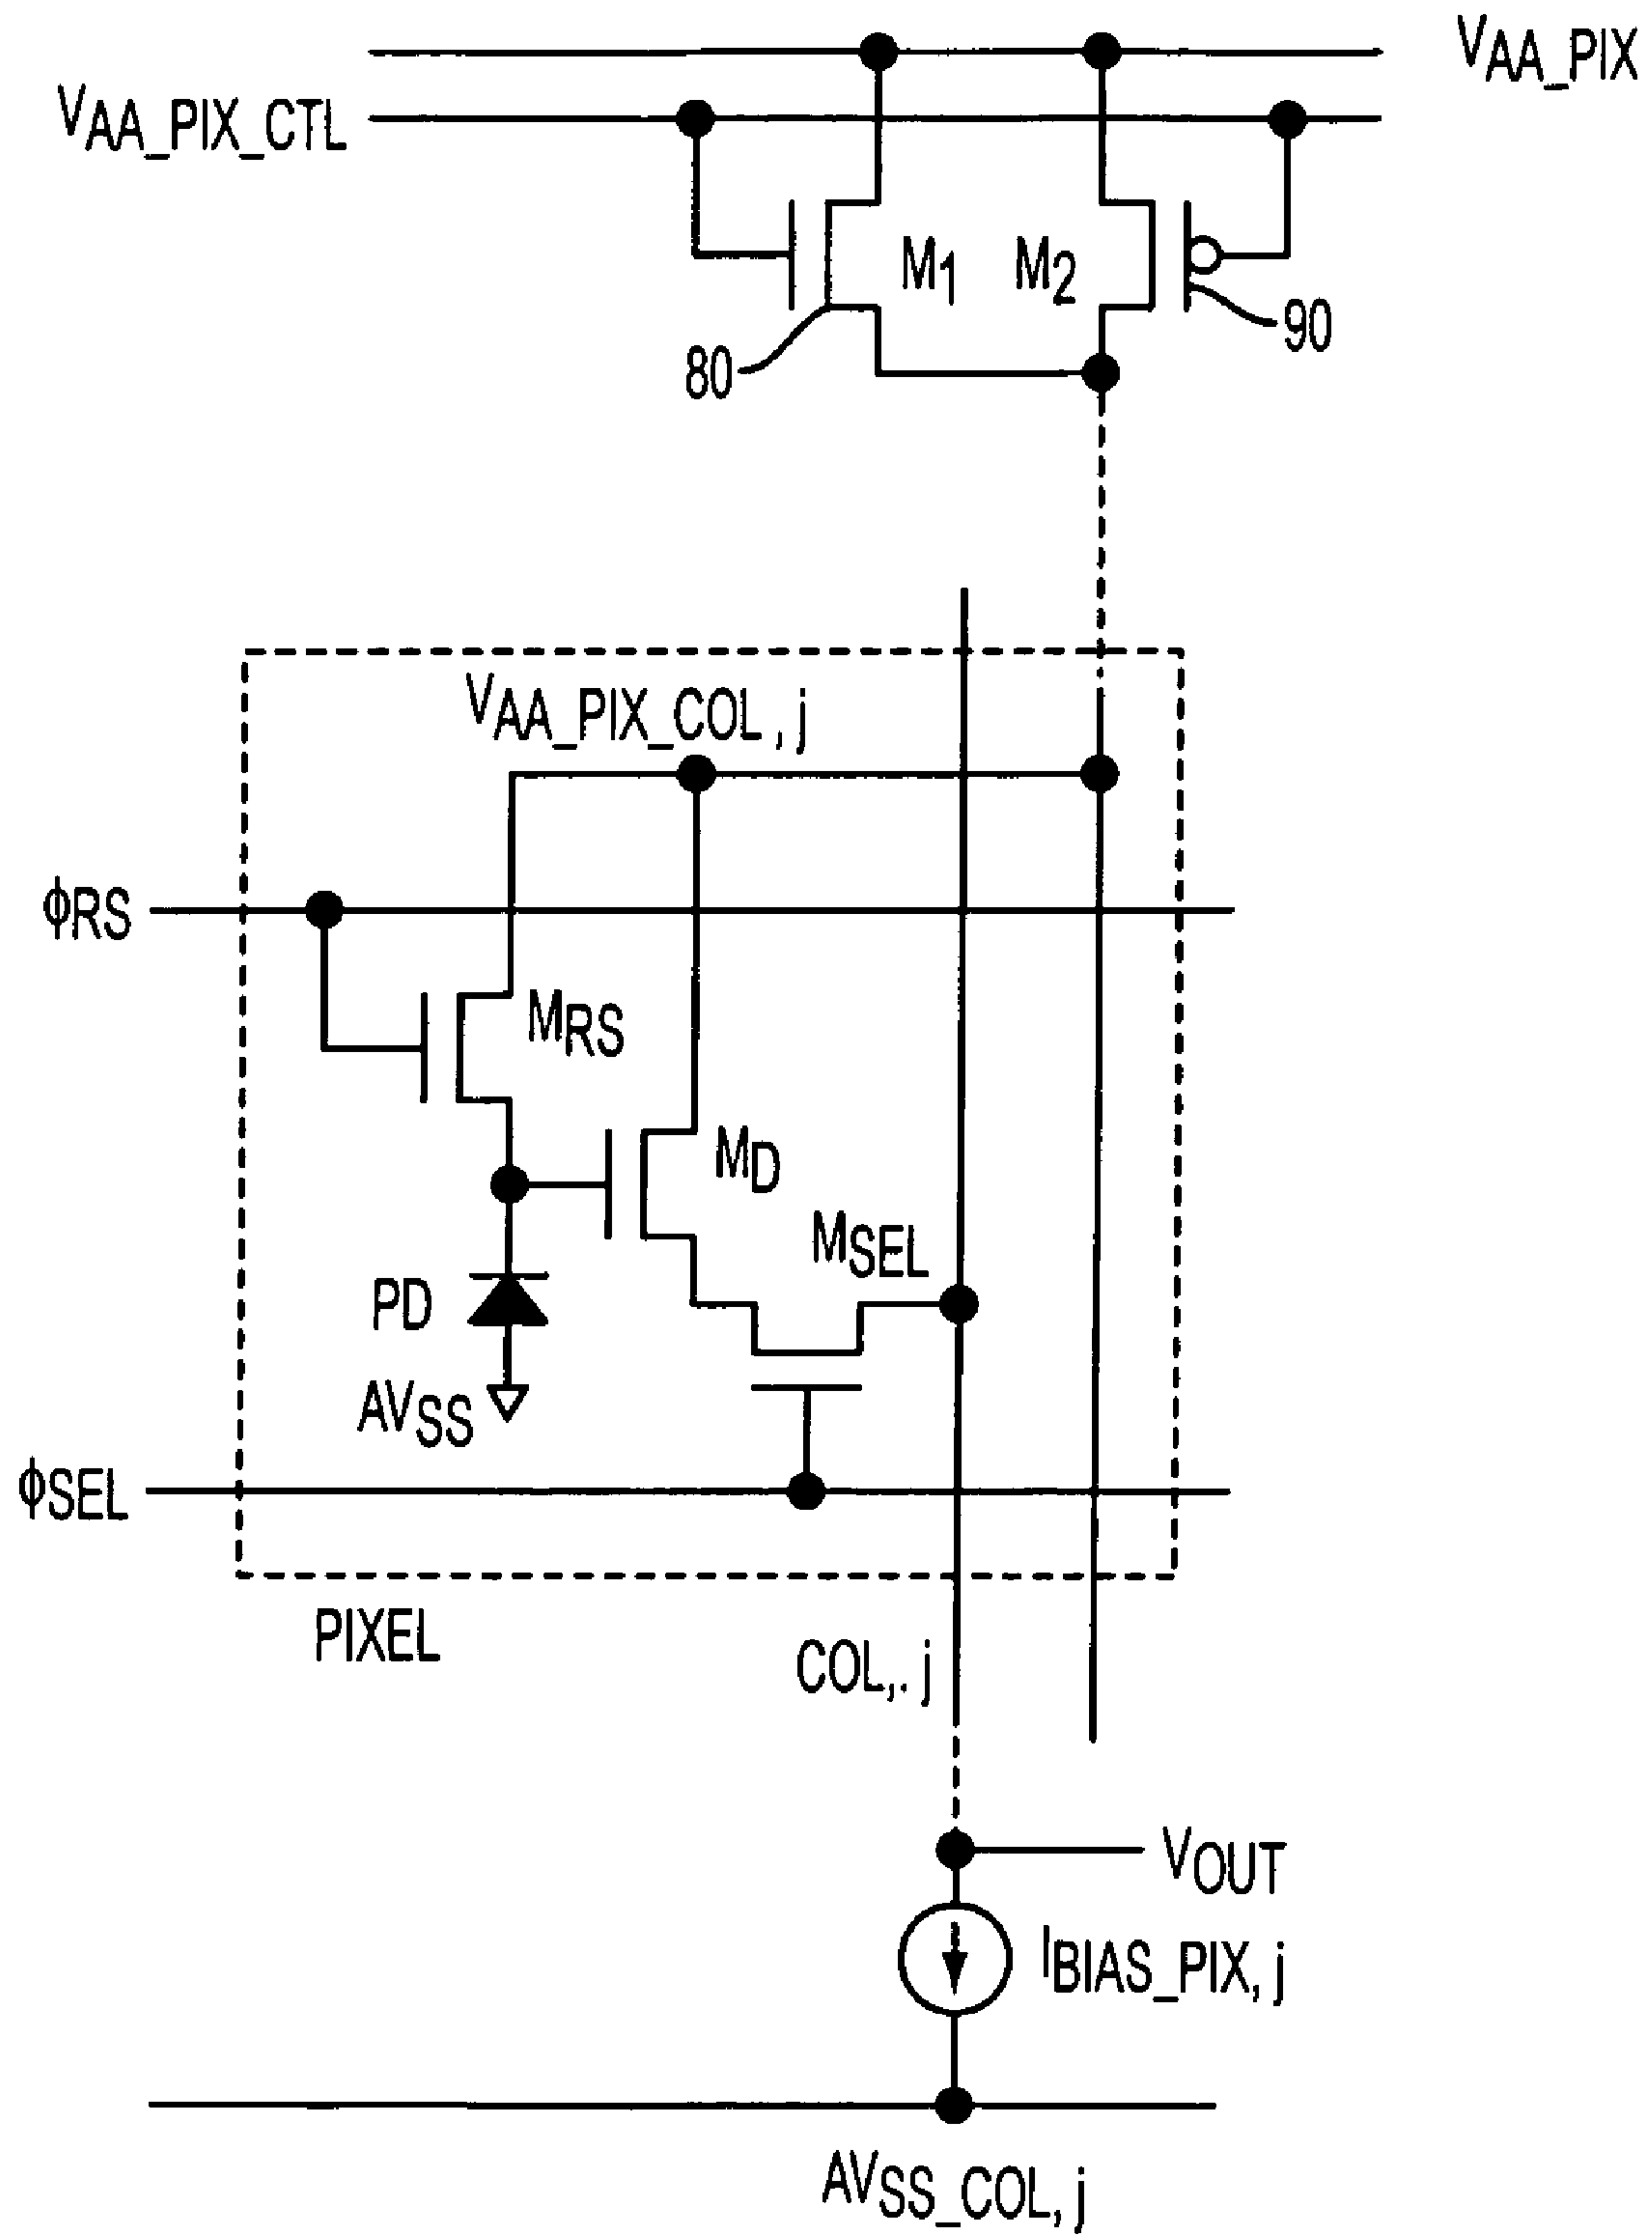 VAA_PIX
VAA_PIX_CTL
M1
M2
80
90
VAA_PIX_COL, j
ϕRS
MRS
MD
MSEL
PD
AVSS
ϕSEL
PIXEL
COL,. j
VOUT
IBIAS_PIX, j
AVSS_COL, j